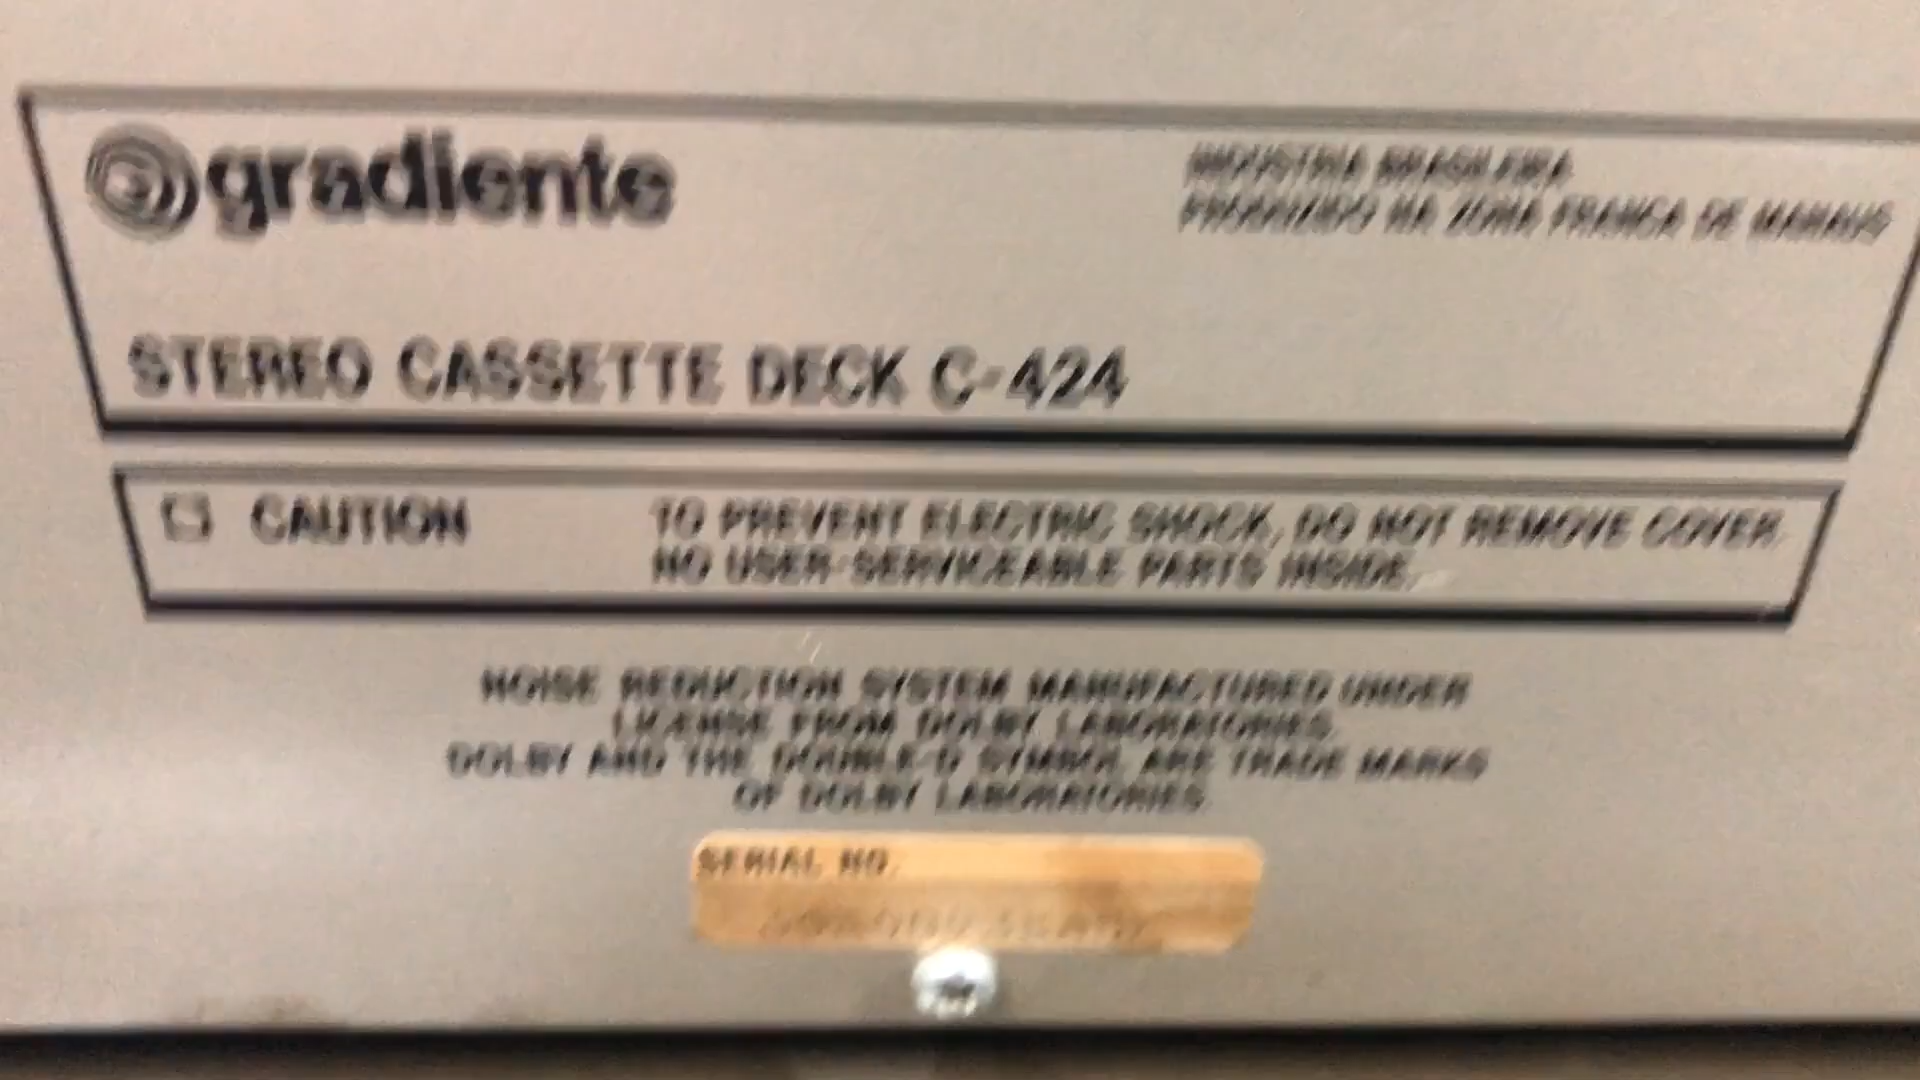 gradiente
INDÚSTRIA BRASILEIRA
PRODUZIDO NA ZONA FRANCA DE MANAUS
STEREO CASSETTE DECK C-424
CAUTION
TO PREVENT ELECTRIC SHOCK, DO NOT REMOVE COVER.
NO USER-SERVICEABLE PARTS INSIDE.
NOISE REDUCTION SYSTEM MANUFACTURED UNDER
LICENSE FROM DOLBY LABORATORIES.
DOLBY AND THE DOUBLE-D SYMBOL ARE TRADE MARKS
OF DOLBY LABORATORIES.
SERIAL NO.